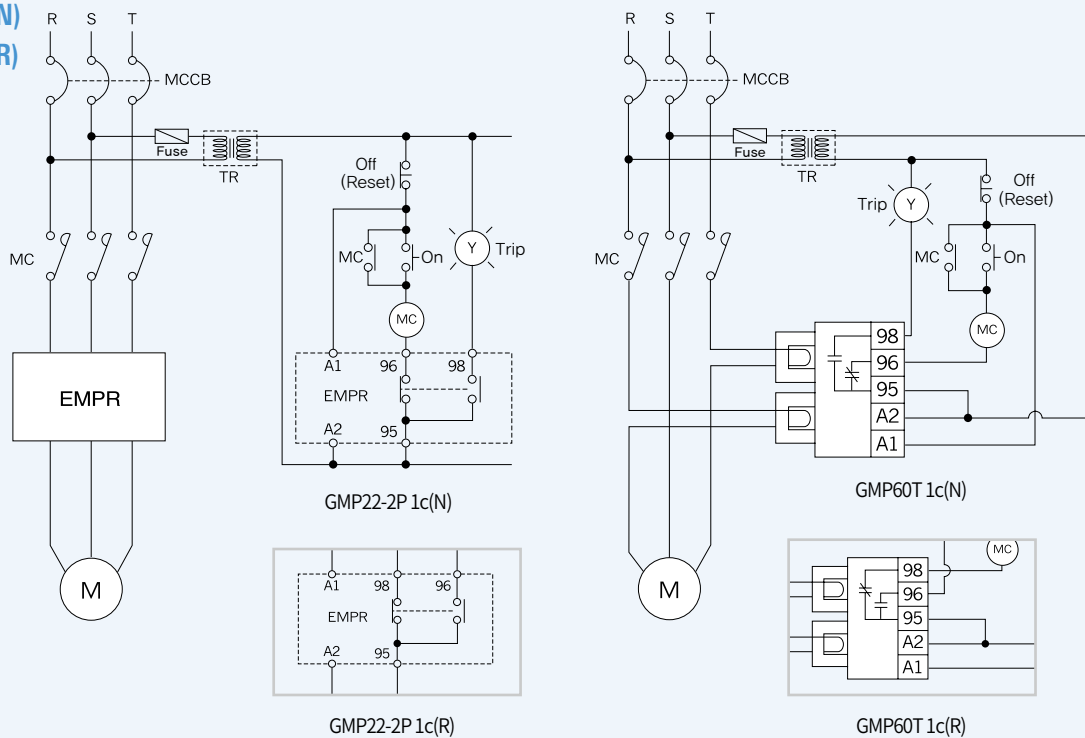 N)
R)
R S T
MCCB
Fuse
TR
Off
(Reset)
MC
On
Y
Trip
MC
MC
EMPR
A1
96
98
EMPR
A2
95
M
GMP22-2P 1c(N)
A1
98
96
EMPR
A2
95
GMP22-2P 1c(R)
R S T
MCCB
Fuse
TR
Trip
Y
Off
(Reset)
MC
MC
On
MC
98
96
95
A2
A1
GMP60T 1c(N)
M
MC
98
96
95
A2
A1
GMP60T 1c(R)